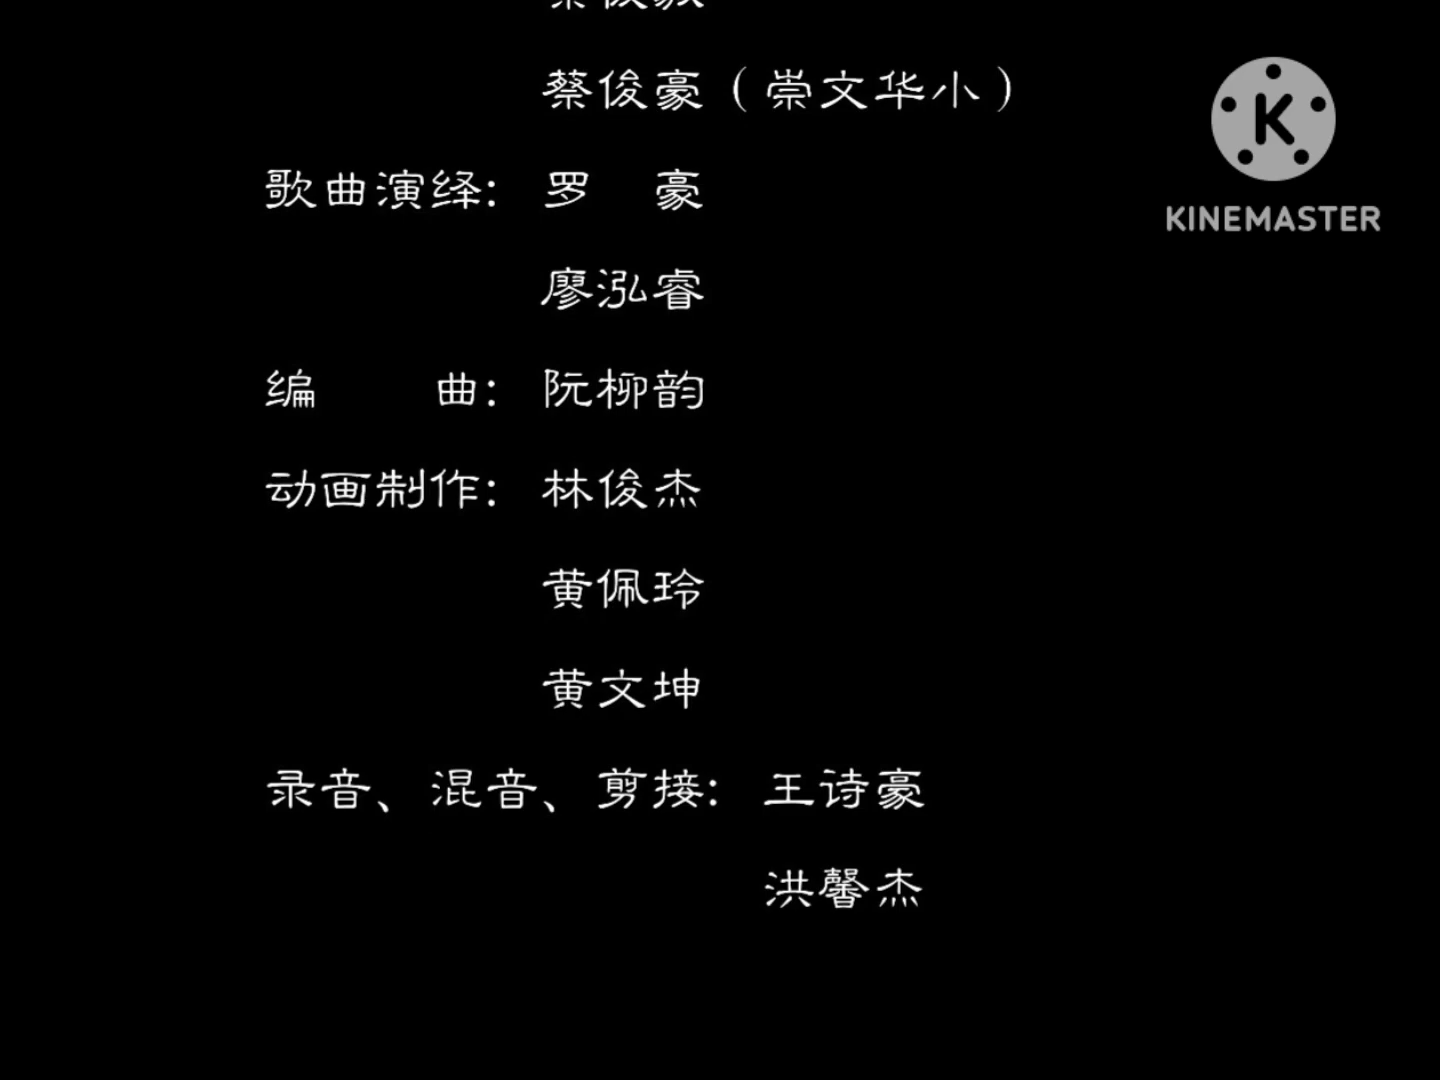 蔡俊豪（崇文华小）
KINEMASTER
歌曲演绎: 罗 豪
廖泓睿
编 曲: 阮柳韵
动画制作: 林俊杰
黄佩玲
黄文坤
录音、混音、剪接: 王诗豪
洪馨杰